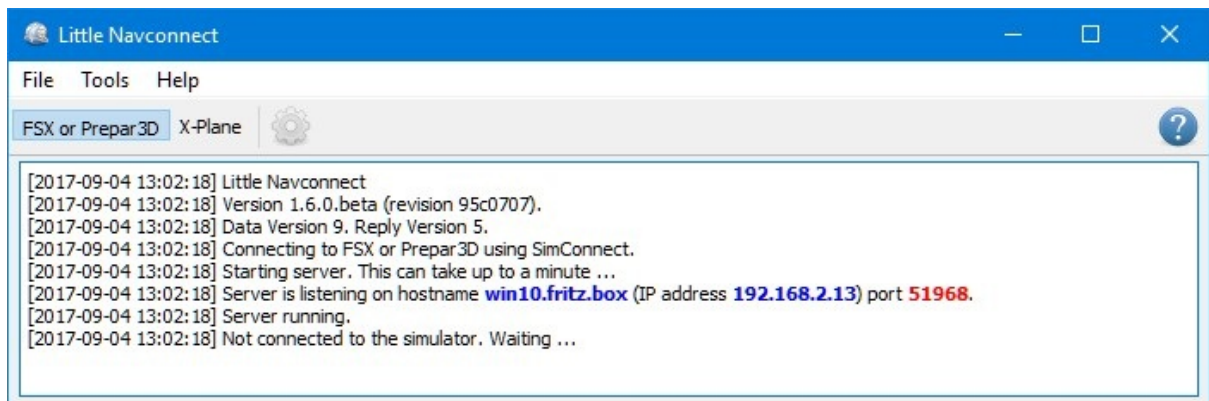 Little Navconnect
File Tools Help
FSX or Prepar3D X-Plane
?
[2017-09-04 13:02:18] Little Navconnect
[2017-09-04 13:02:18] Version 1.6.0.beta (revision 95c0707).
[2017-09-04 13:02:18] Data Version 9. Reply Version 5.
[2017-09-04 13:02:18] Connecting to FSX or Prepar3D using SimConnect.
[2017-09-04 13:02:18] Starting server. This can take up to a minute ...
[2017-09-04 13:02:18] Server is listening on hostname win10.fritz.box (IP address 192.168.2.13) port 51968.
[2017-09-04 13:02:18] Server running.
[2017-09-04 13:02:18] Not connected to the simulator. Waiting ...